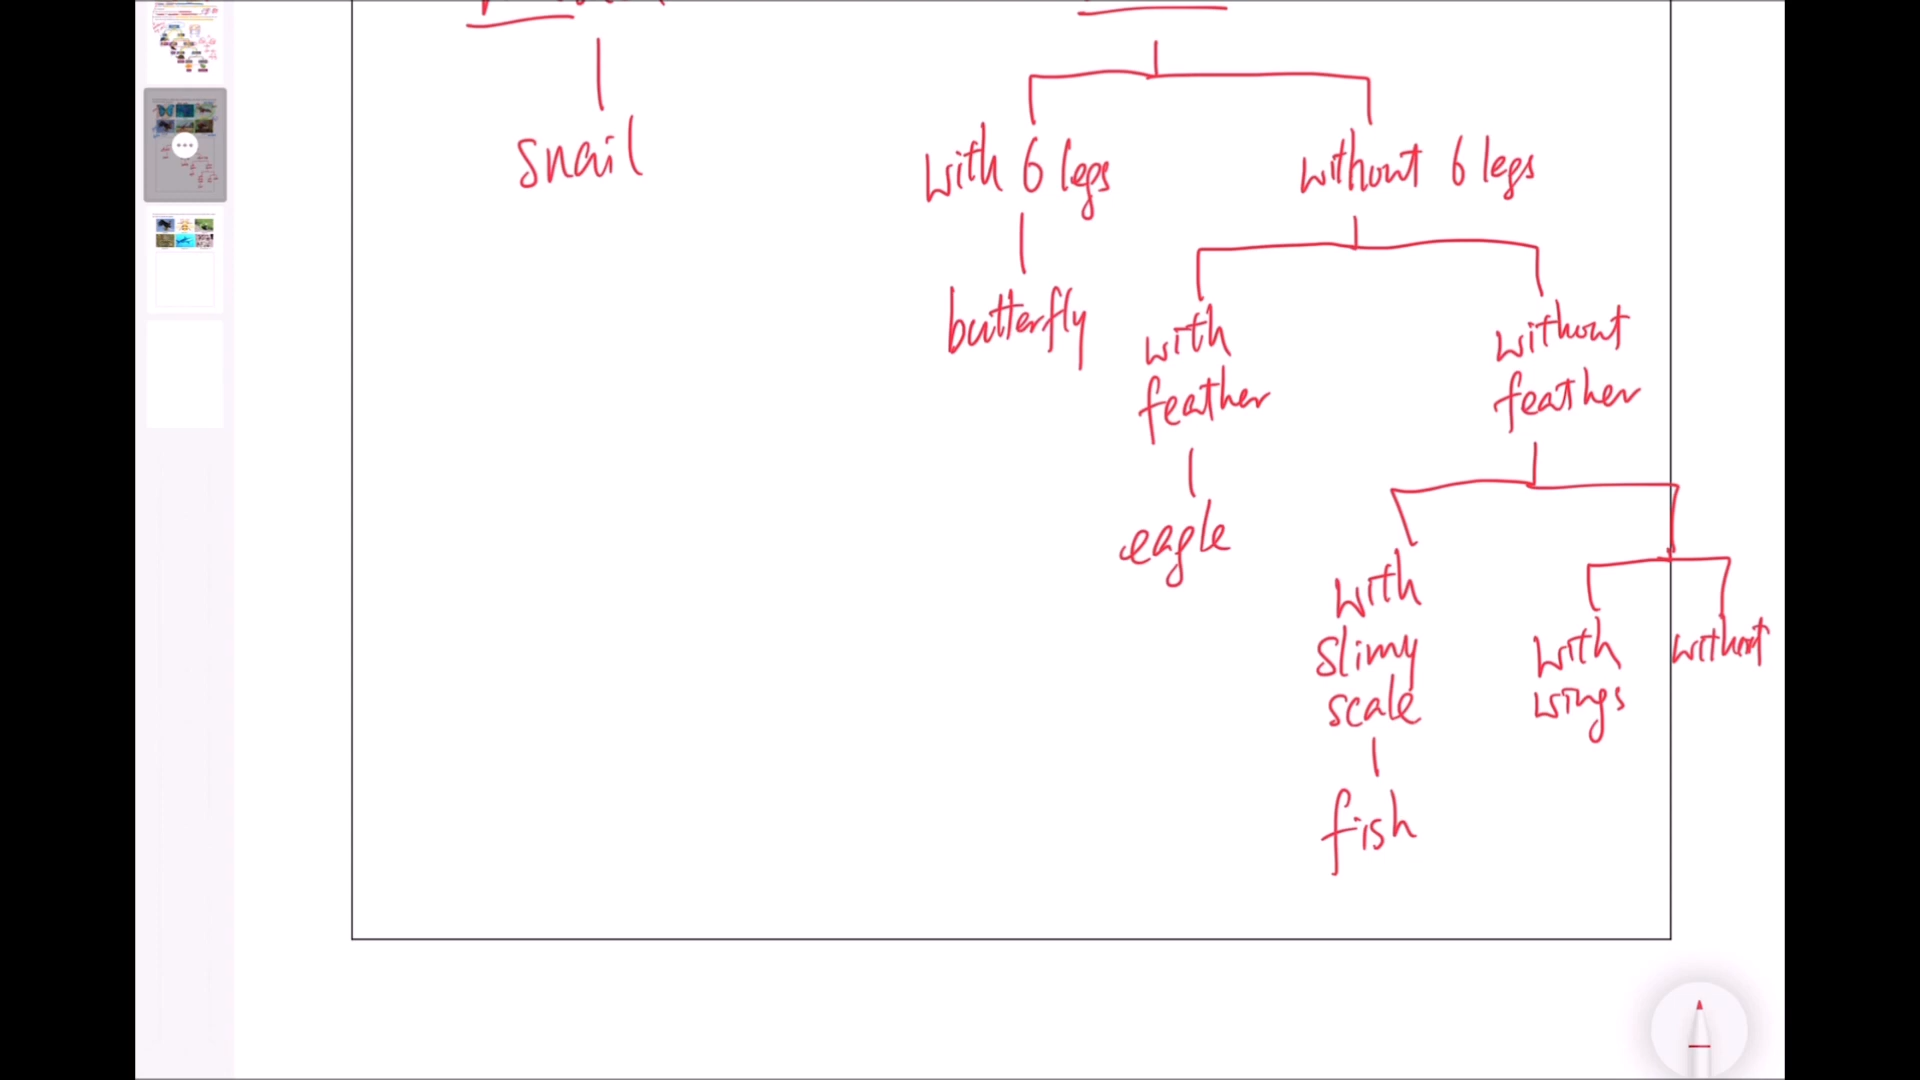 snail
with 6 legs
without 6 legs
butterfly
with
feather
without
feather
eagle
with
slimy
scale
with
wings
without
fish